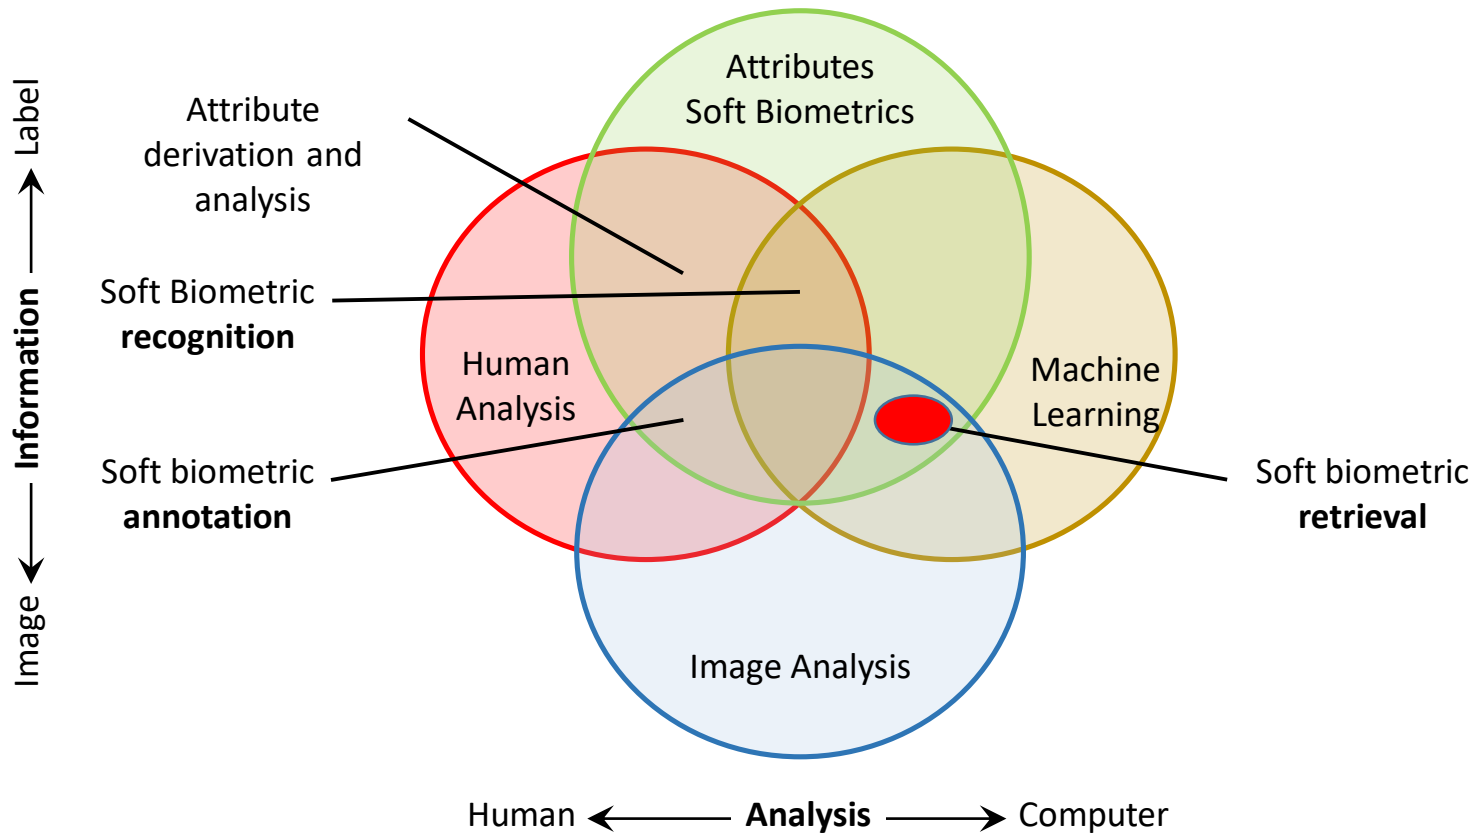 Attributes
Soft Biometrics
Attribute
derivation and
analysis
Soft Biometric
recognition
Human
Analysis
Machine
Learning
Soft biometric
annotation
Soft biometric
retrieval
Image Analysis
Image Information Label
Human Analysis Computer